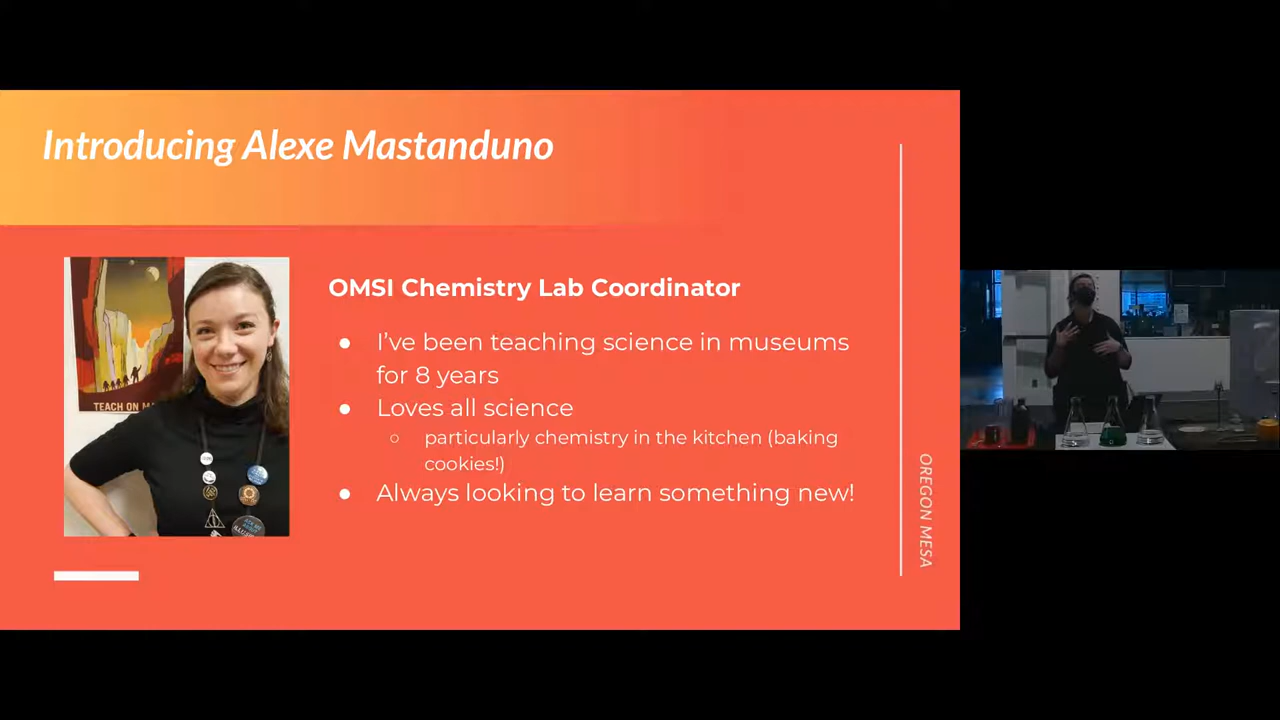 Introducing Alexe Mastanduno
OMSI Chemistry Lab Coordinator
● I've been teaching science in museums
for 8 years
● Loves all science
○ particularly chemistry in the kitchen (baking
cookies!)
● Always looking to learn something new!
OREGON MESA
TEACH ON